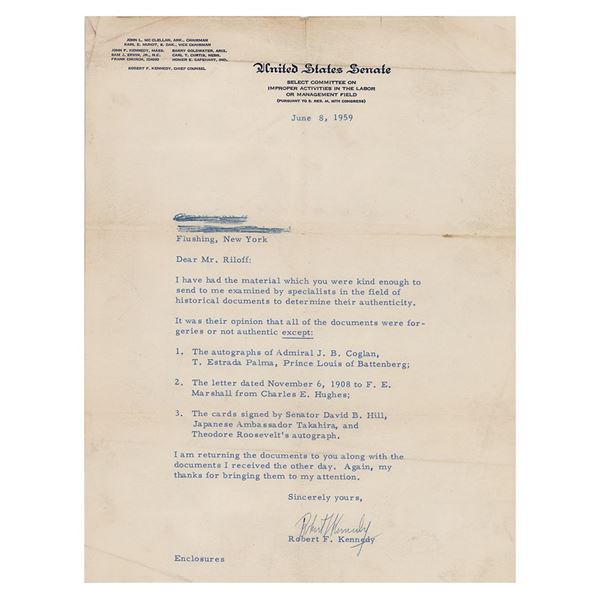 JOHN L. MC CLELLAN, ARK., CHAIRMAN
KARL E. MUNDT, S. DAK., VICE CHAIRMAN
JOHN F. KENNEDY, MASS. BARRY GOLDWATER, ARIZ.
SAM J. ERVIN, JR., N.C. CARL T. CURTIS, NEBR.
FRANK CHURCH, IDAHO HOMER E. CAPEHART, IND.
ROBERT F. KENNEDY, CHIEF COUNSEL
United States Senate
SELECT COMMITTEE ON
IMPROPER ACTIVITIES IN THE LABOR
OR MANAGEMENT FIELD
(PURSUANT TO S. RES. 44, 86TH CONGRESS)
June 8, 1959
Flushing, New York
Dear Mr. Riloff:
I have had the material which you were kind enough to
send to me examined by specialists in the field of
historical documents to determine their authenticity.
It was their opinion that all of the documents were for-
geries or not authentic except:
1. The autographs of Admiral J. B. Coglan,
T. Estrada Palma, Prince Louis of Battenberg;
2. The letter dated November 6, 1908 to F. E.
Marshall from Charles E. Hughes;
3. The cards signed by Senator David B. Hill,
Japanese Ambassador Takahira, and
Theodore Roosevelt's autograph.
I am returning the documents to you along with the
documents I received the other day. Again, my
thanks for bringing them to my attention.
Sincerely yours,
Robert F Kennedy
Robert F. Kennedy
Enclosures